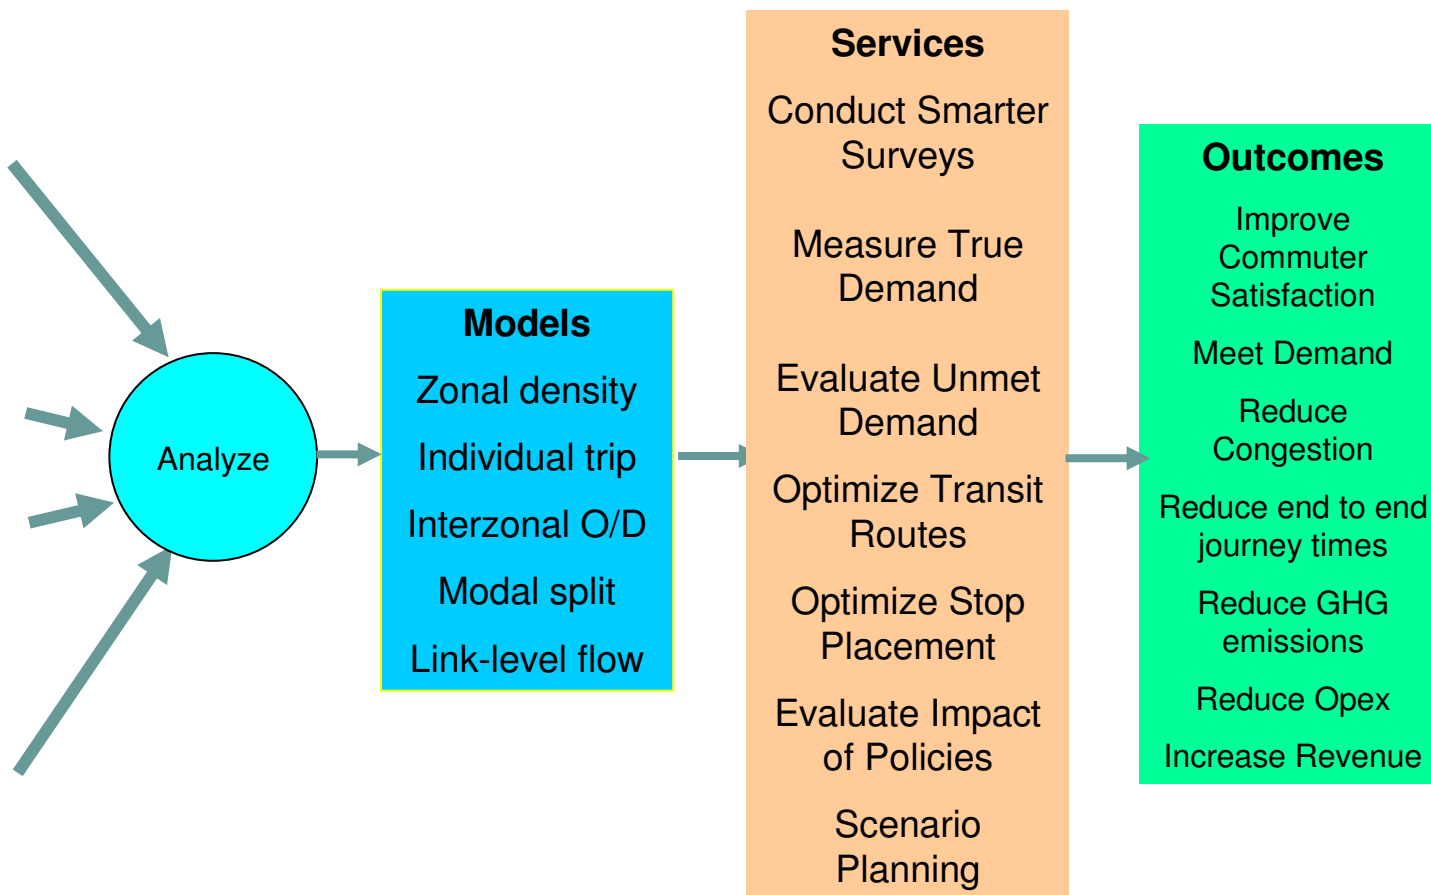 Analyze
Models
Zonal density
Individual trip
Interzonal O/D
Modal split
Link-level flow
Services
Conduct Smarter
Surveys
Measure True
Demand
Evaluate Unmet
Demand
Optimize Transit
Routes
Optimize Stop
Placement
Evaluate Impact
of Policies
Scenario
Planning
Outcomes
Improve
Commuter
Satisfaction
Meet Demand
Reduce
Congestion
Reduce end to end
journey times
Reduce GHG
emissions
Reduce Opex
Increase Revenue